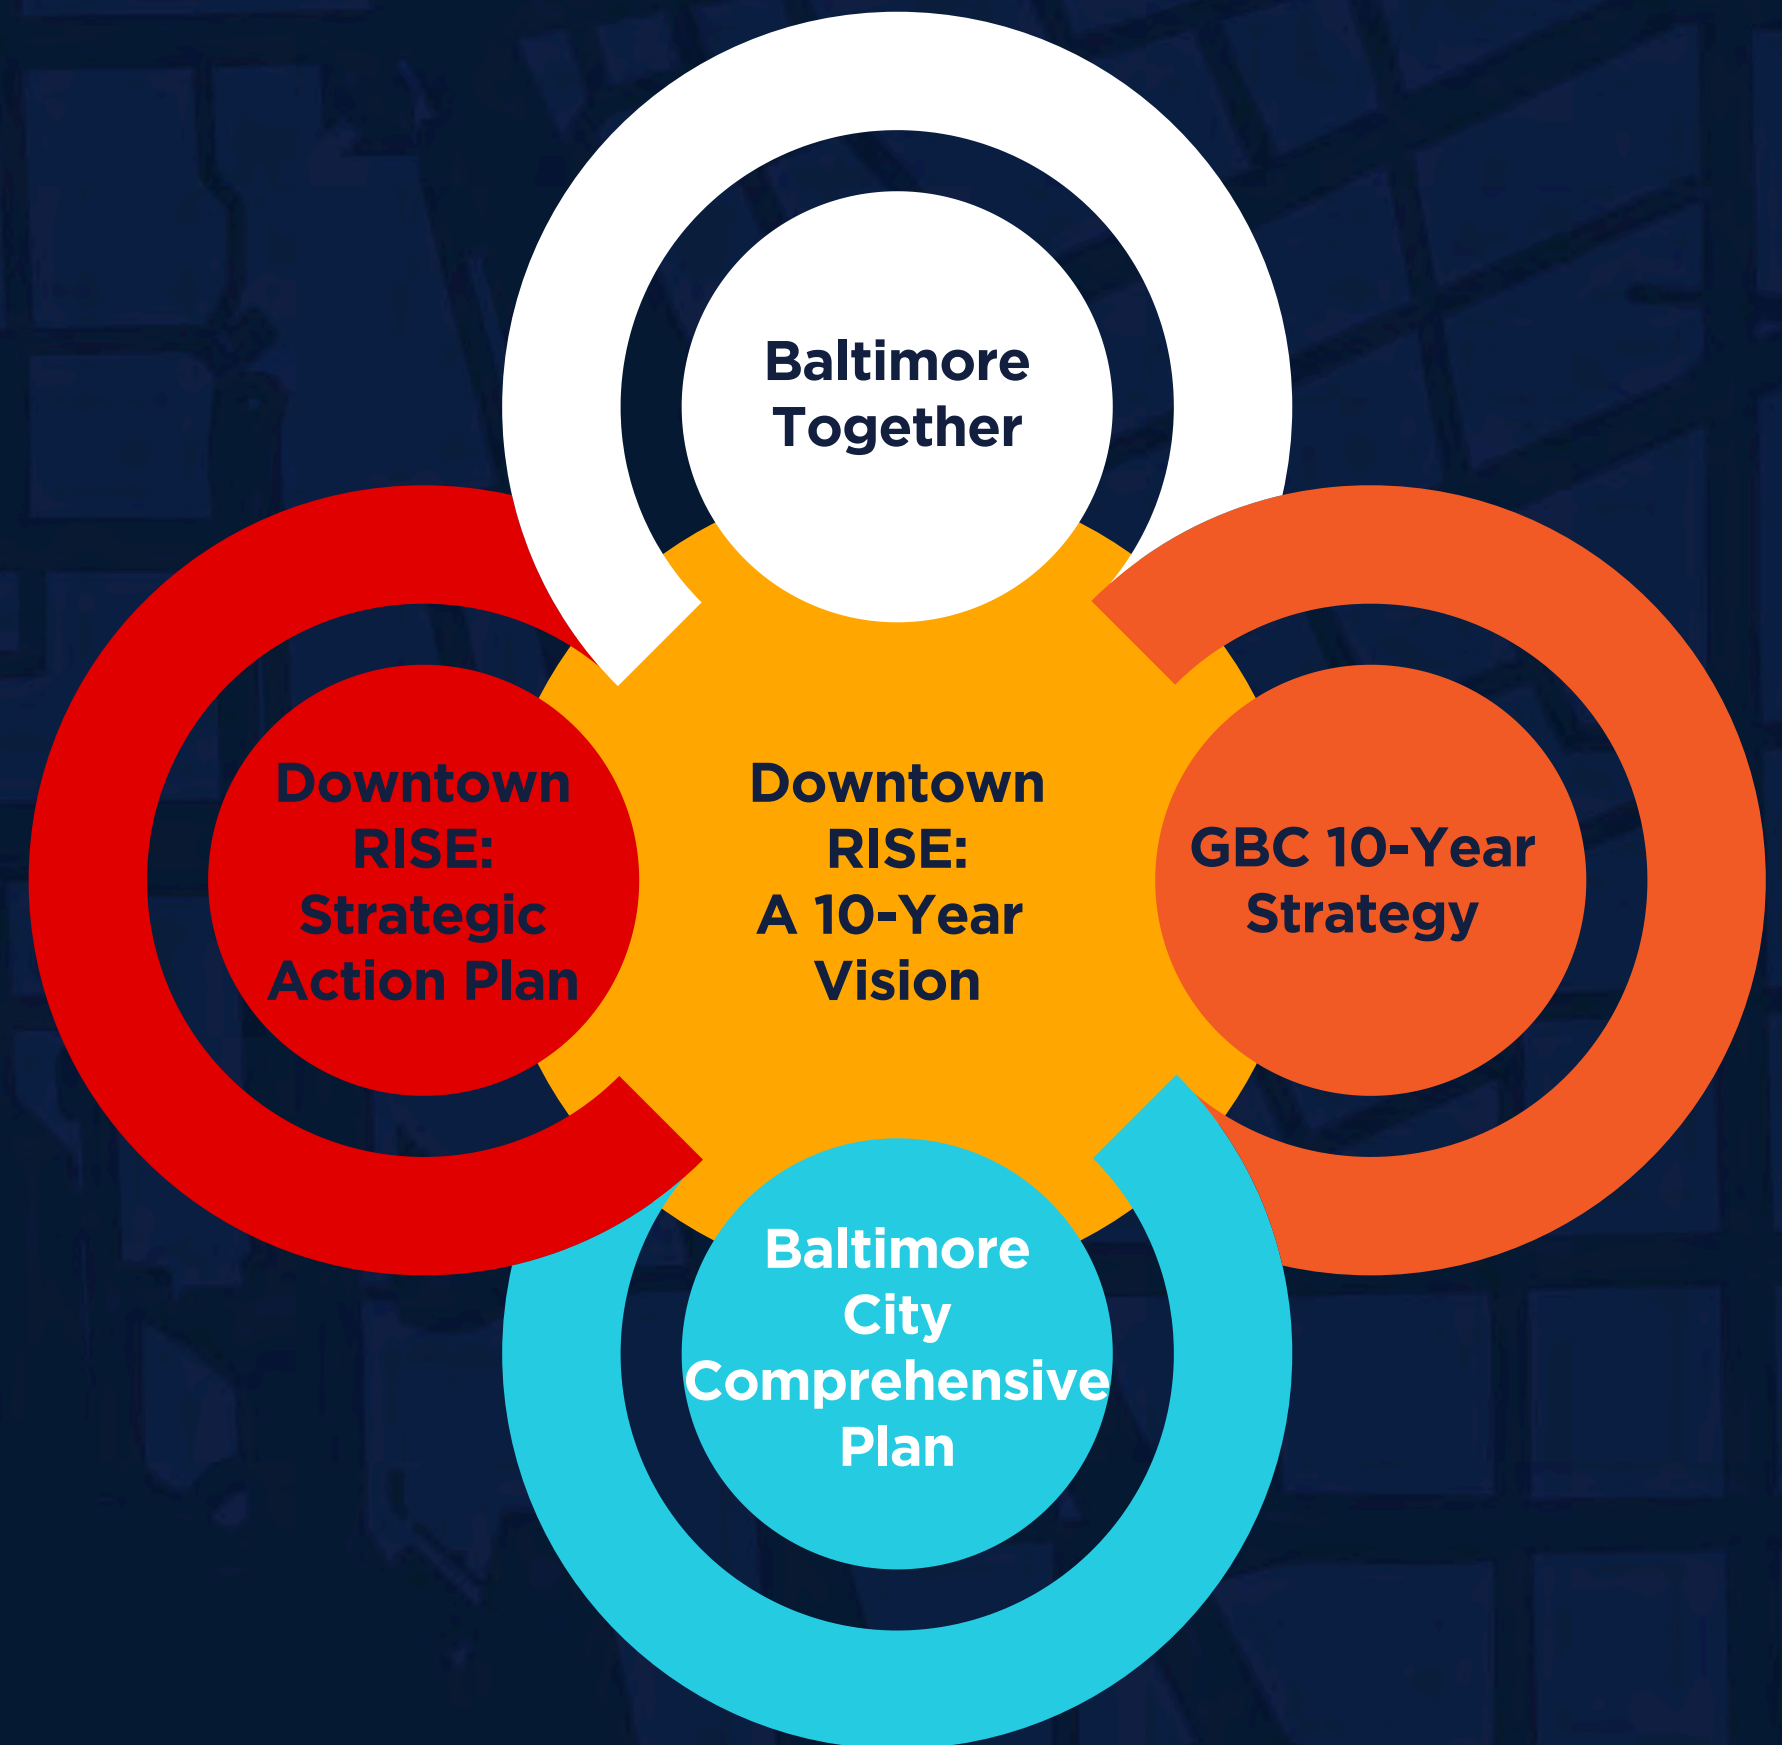 Baltimore
Together
Downtown
RISE:
Strategic
Action Plan
Downtown
RISE:
A 10-Year
Vision
GBC 10-Year
Strategy
Baltimore
City
Comprehensive
Plan